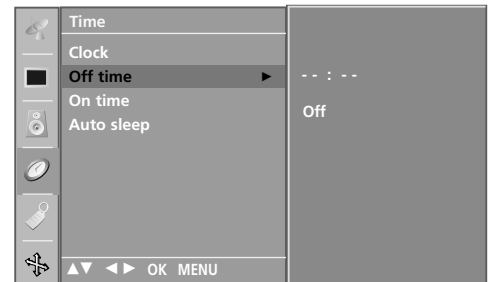 Time
Clock
Off time ►
On time
Auto sleep
▲▼ ◄► OK MENU
- - : - -
Off